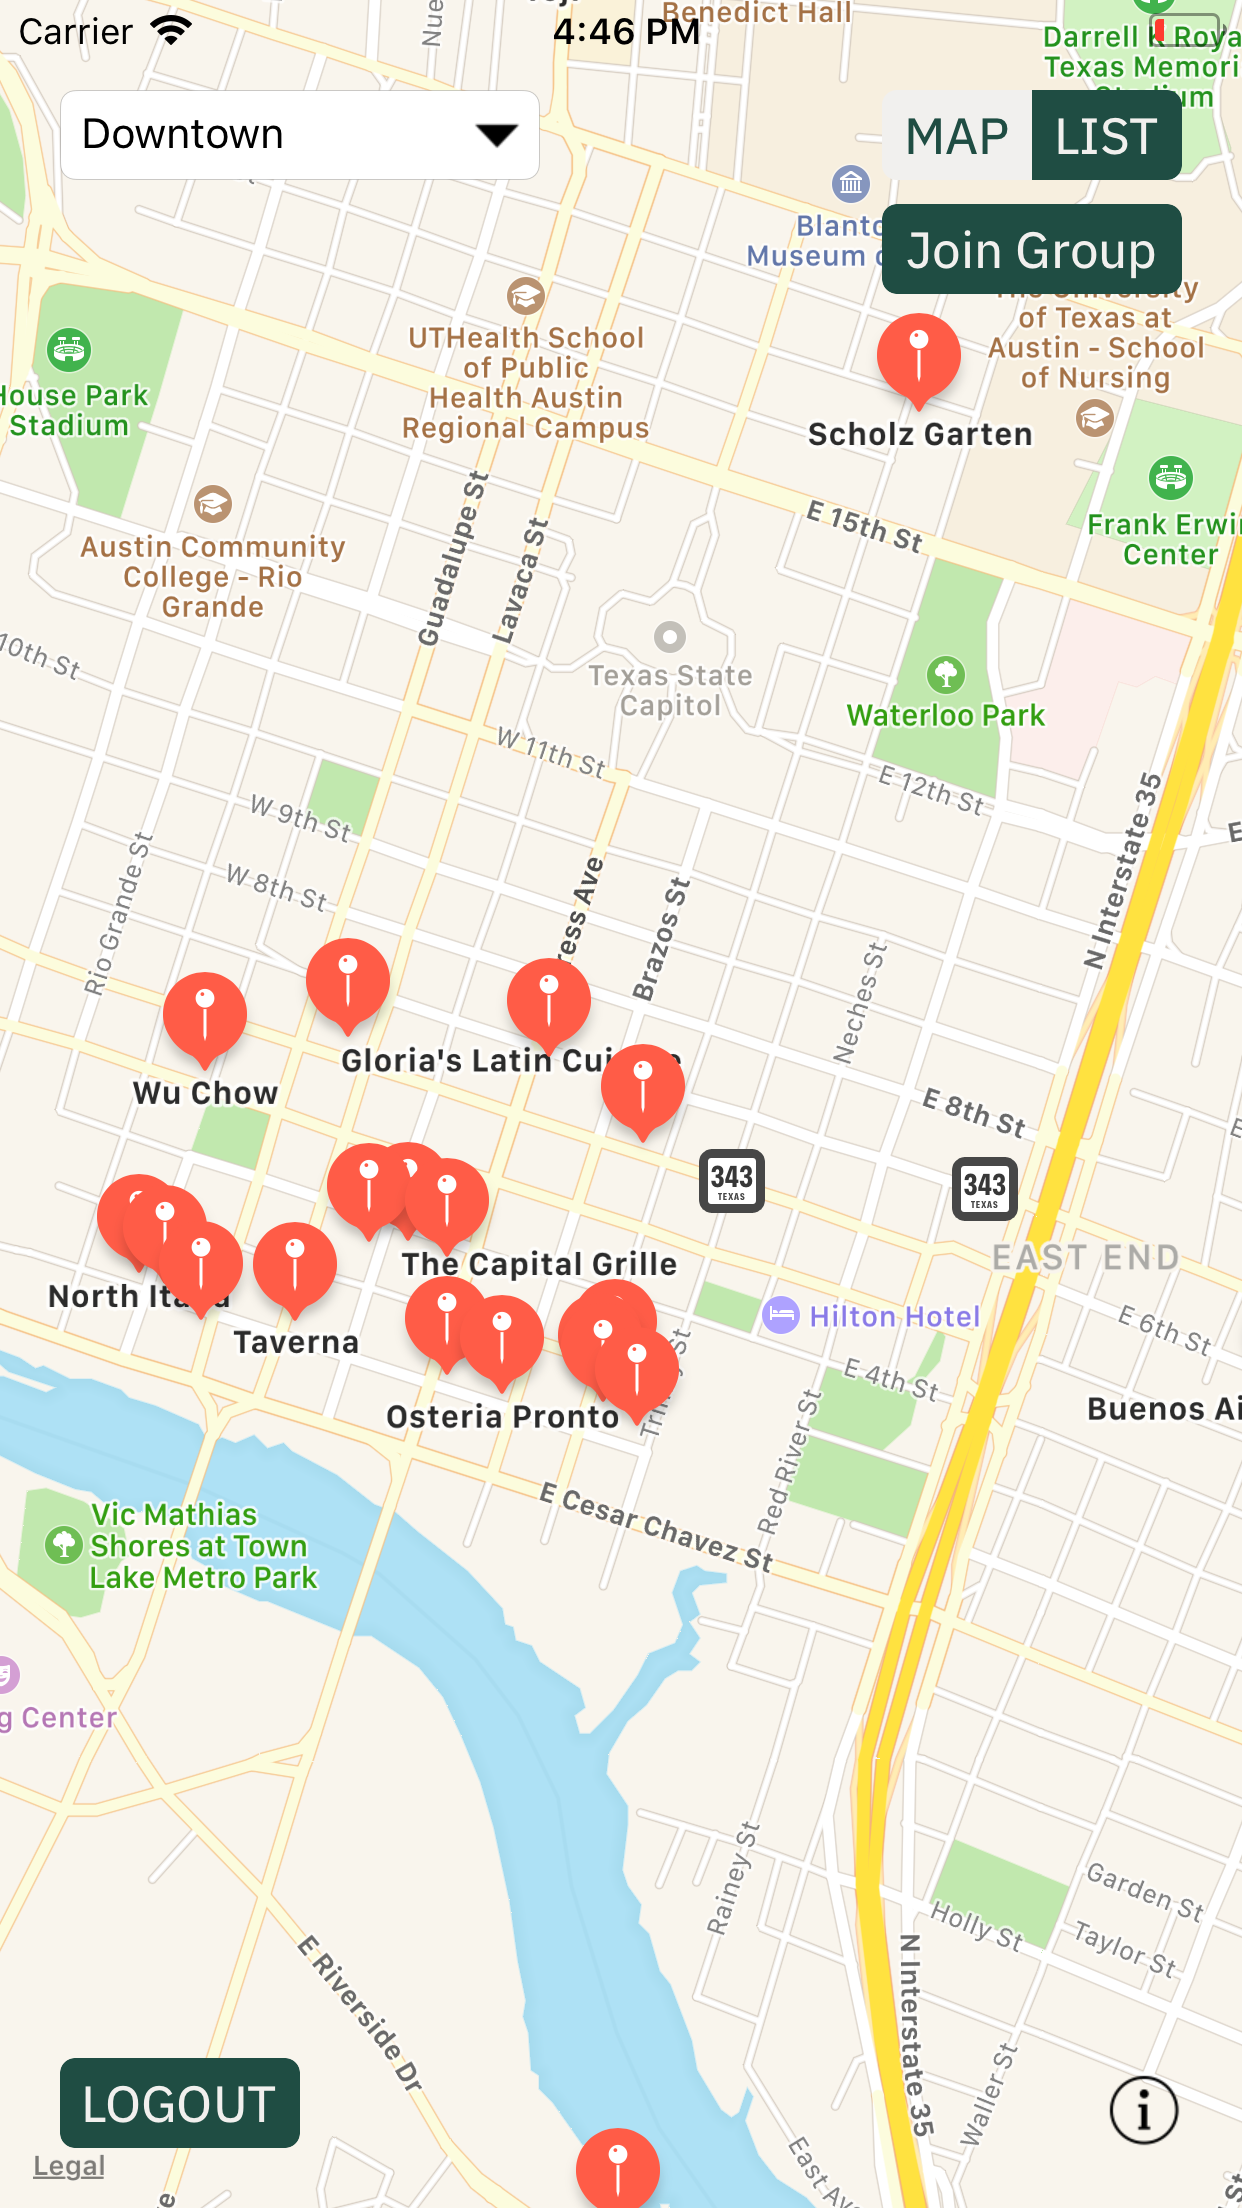 Carrier
4:46 PM
Benedict Hall
Nue
Darrell K Roya
Texas Memori
Downtown
MAP
LIST
Blanto
Museum
Join Group
of Texas at
Austin - School
of Nursing
UTHealth School
of Public
Health Austin
Regional Campus
House Park
Stadium
Scholz Garten
E 15th St
Frank Erwi
Center
Guadalupe St
Lavaca St
Austin Community
College - Rio
Grande
10th St
Texas State
Capitol
Waterloo Park
W 11th St
E 12th St
N Interstate 35
E
W 9th St
W 8th St
Rio Grande St
ress Ave
Brazos St
Neches St
Gloria's Latin Cui
Wu Chow
E 8th St
343
TEXAS
343
TEXAS
EAST END
The Capital Grille
North Ita
Taverna
Hilton Hotel
E 6th St
E 4th St
Buenos Ai
Osteria Pronto
Red River St
E Cesar Chavez St
Vic Mathias
Shores at Town
Lake Metro Park
g Center
Rainey St
Garden St
Holly St
Taylor St
N Interstate 35
E Riverside Dr
Waller St
LOGOUT
i
Legal
East Av
St